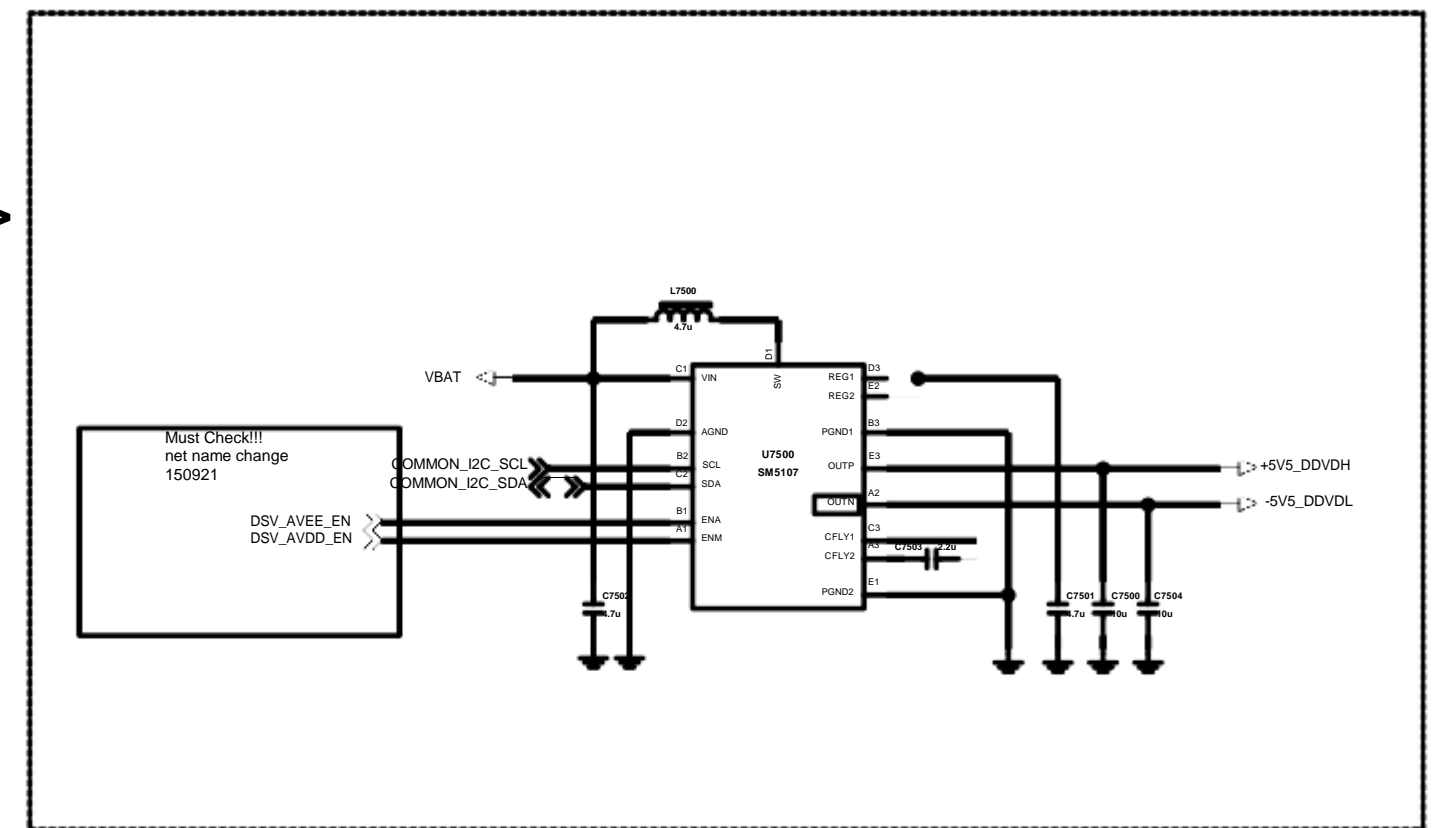 >
L7500
4.7u
D1
SW
VBAT
C1
VIN
D3
REG1
E2
REG2
D2
AGND
B3
PGND1
U7500
SM5107
Must Check!!!
net name change
150921
COMMON_I2C_SCL
B2
SCL
COMMON_I2C_SDA
C2
SDA
E3
OUTP
+5V5_DDVDH
A2
OUTN
-5V5_DDVDL
DSV_AVEE_EN
B1
ENA
DSV_AVDD_EN
A1
ENM
C3
CFLY1
A3
CFLY2
C7503
2.2u
E1
PGND2
C7502
4.7u
C7501
4.7u
C7500
10u
C7504
10u